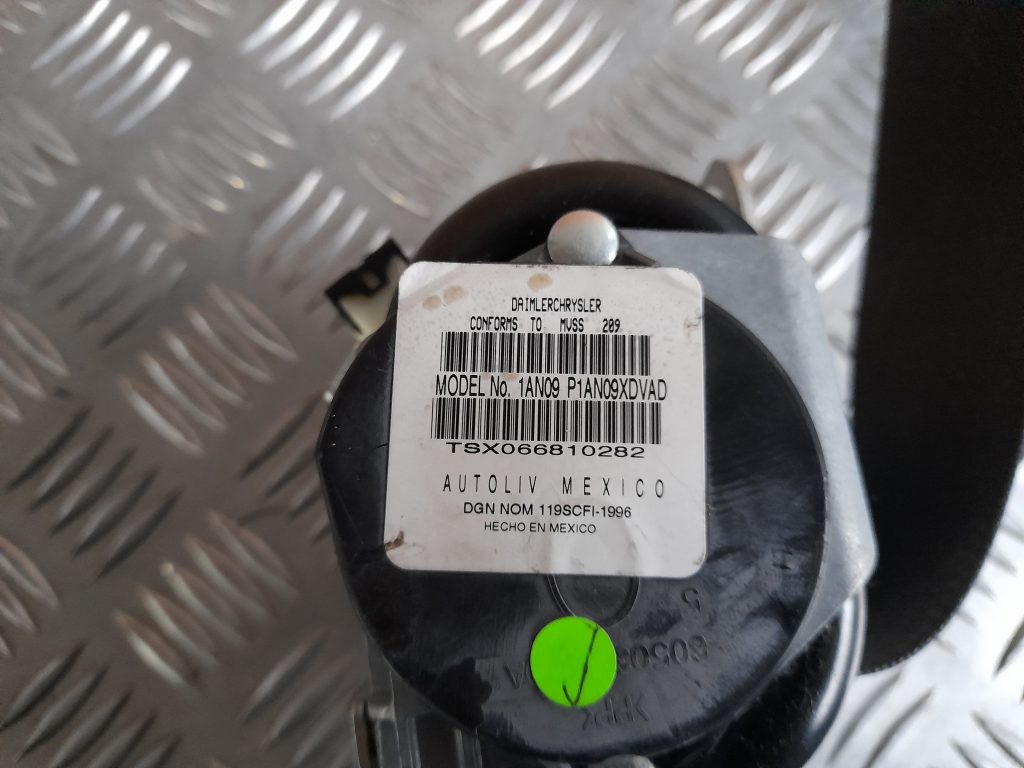 DAIMLERCHRYSLER
CONFORMS TO MVSS 209
MODEL No. 1AN09 P1AN09XDVAD
TSX066810282
AUTOLIV MEXICO
DGN NOM 119SCFI-1996
HECHO EN MEXICO
5